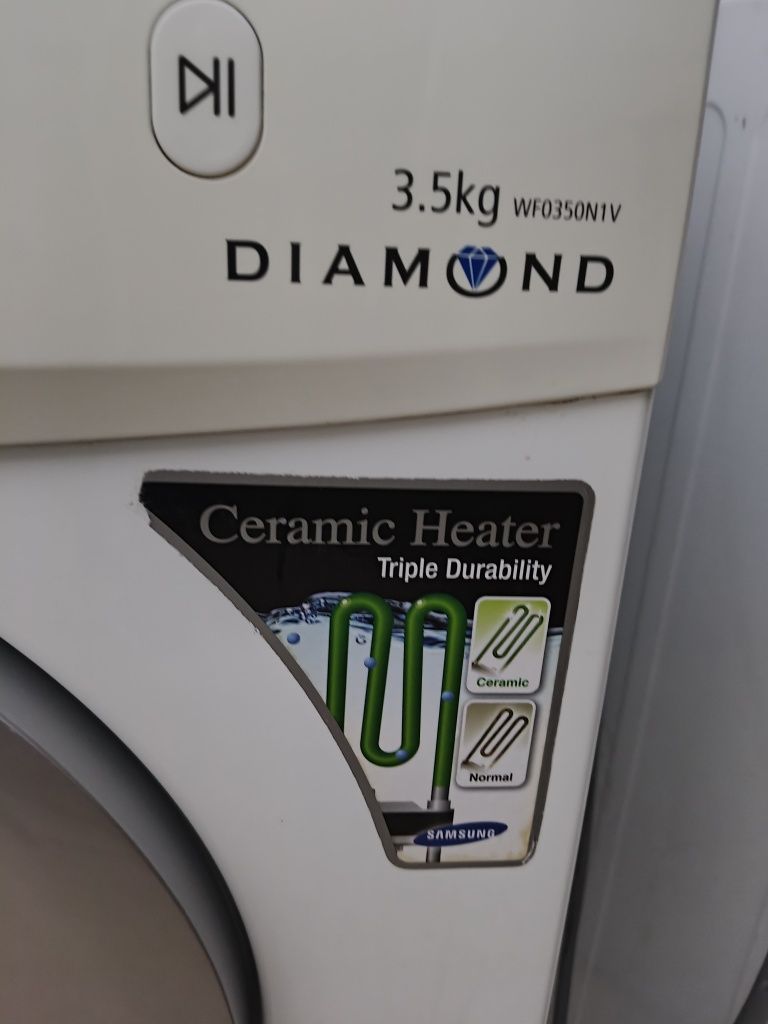 3.5kg WF0350N1V
DIAMOND
Ceramic Heater
Triple Durability
Ceramic
Normal
SAMSUNG